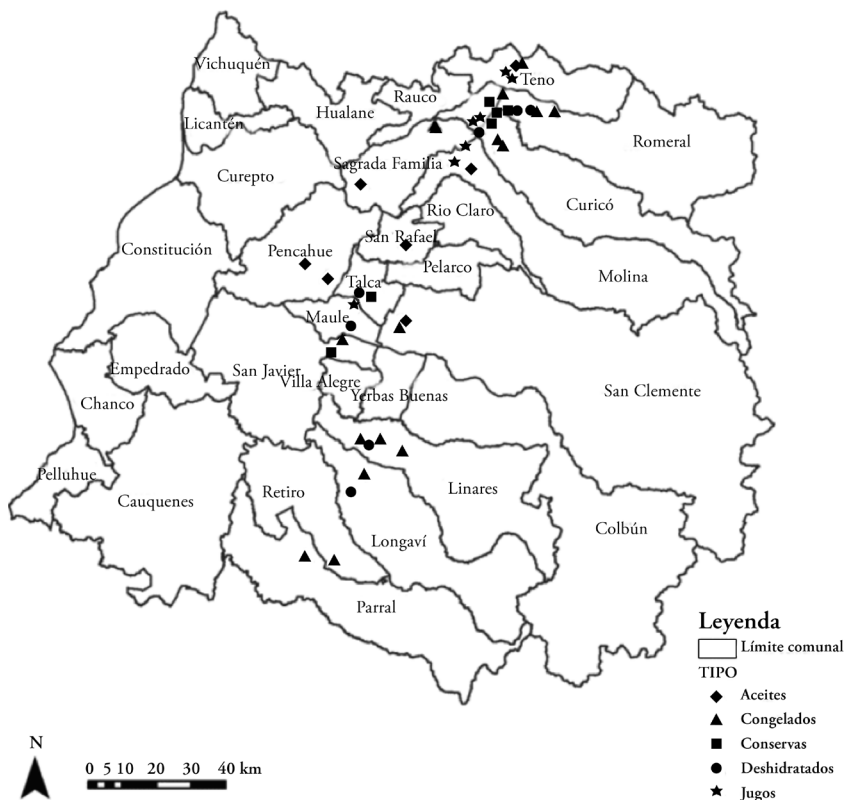 Vichuquén
Teno
Rauco
Hualane
Licantén
Romeral
Sagrada Familia
Curepto
Curicó
Rio Claro
San Rafael
Constitución
Pencahue
Pelarco
Molina
Talca
Maule
Empedrado
San Javier
Villa Alegre
San Clemente
Yerbas Buenas
Chanco
Pelluhue
Cauquenes
Retiro
Linares
Colbún
Longaví
Parral
Leyenda
Límite comunal
TIPO
Aceites
Congelados
Conservas
Deshidratados
Jugos
N
0 5 10 20 30 40 km